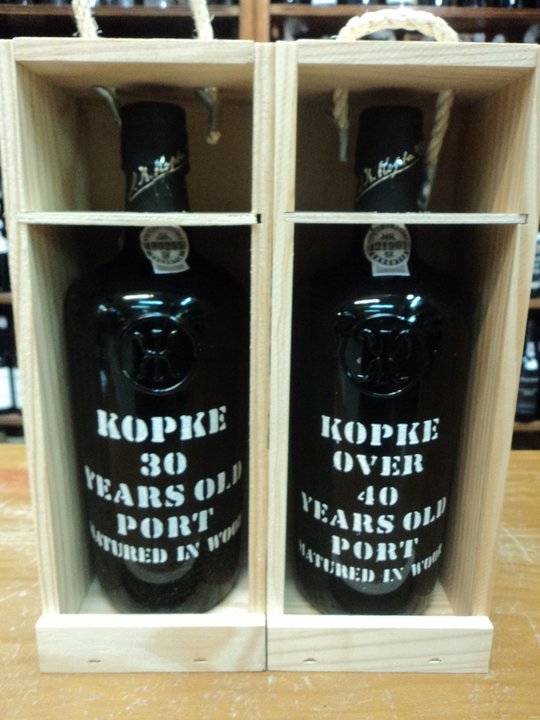 KOPKE
30
YEARS OLD
PORT
MATURED IN WOOD
KOPKE
OVER
40
YEARS OLD
PORT
MATURED IN WOOD